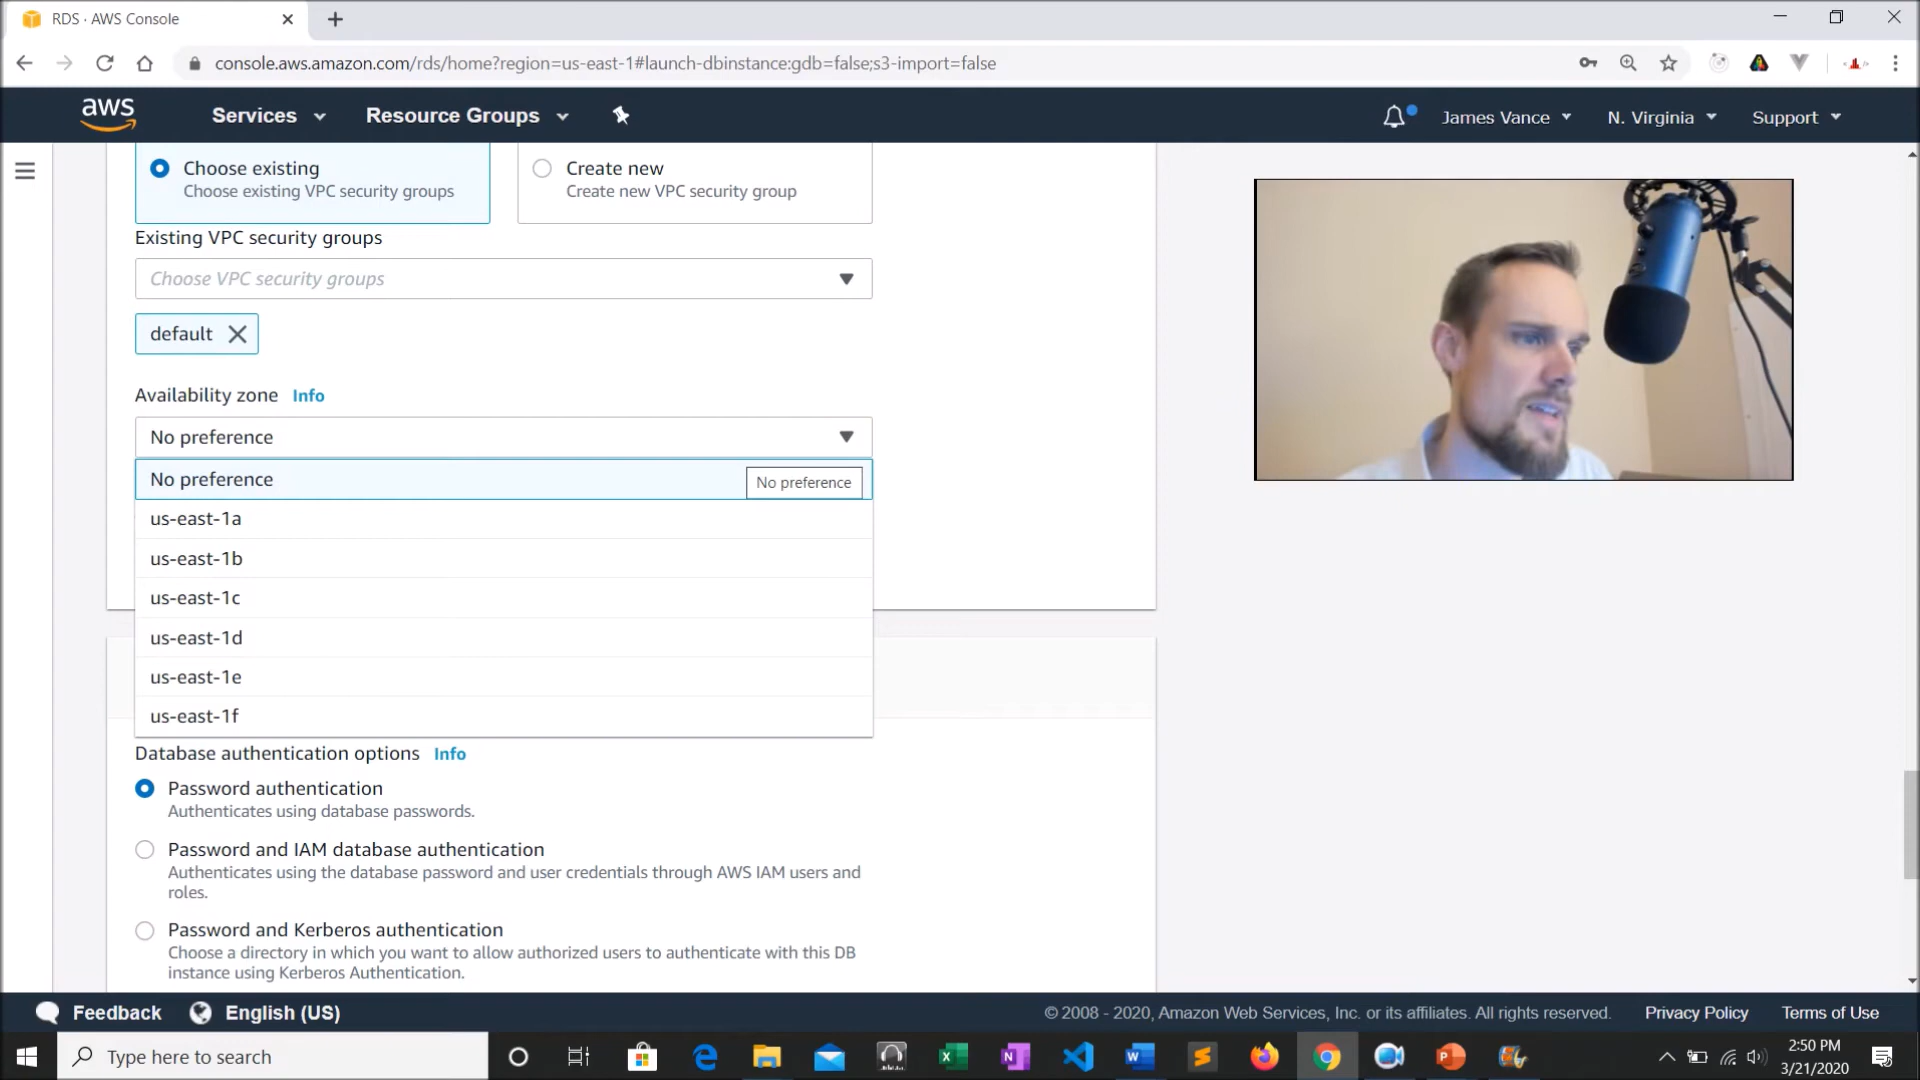 RDS · AWS Console
console.aws.amazon.com/rds/home?region=us-east-1#launch-dbinstance:gdb=false;s3-import=false
aws Services Resource Groups James Vance N. Virginia Support
Choose existing
Choose existing VPC security groups
Create new
Create new VPC security group
Existing VPC security groups
Choose VPC security groups
default
Availability zone Info
No preference
No preference
No preference
us-east-1a
us-east-1b
us-east-1c
us-east-1d
us-east-1e
us-east-1f
Database authentication options Info
Password authentication
Authenticates using database passwords.
Password and IAM database authentication
Authenticates using the database password and user credentials through AWS IAM users and
roles.
Password and Kerberos authentication
Choose a directory in which you want to allow authorized users to authenticate with this DB
instance using Kerberos Authentication.
Feedback English (US) © 2008 - 2020, Amazon Web Services, Inc. or its affiliates. All rights reserved. Privacy Policy Terms of Use
Type here to search
2:50 PM
3/21/2020